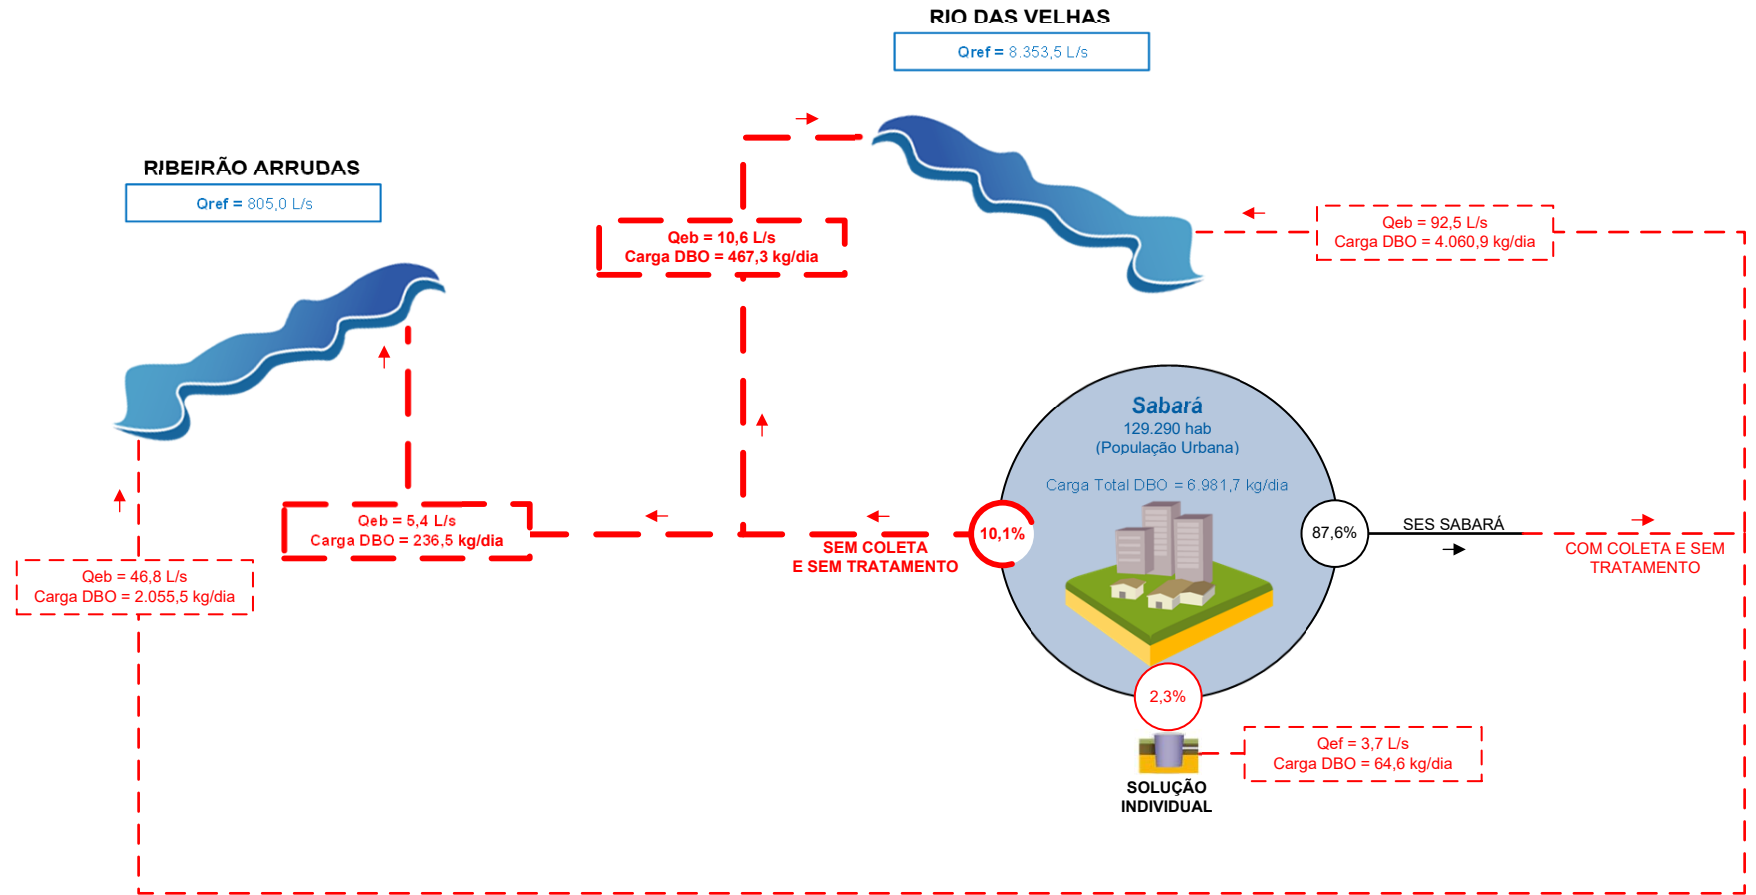 RIO DAS VELHAS
Qref = 8.353,5 L/s
RIBEIRÃO ARRUDAS
Qref = 805,0 L/s
Qeb = 10,6 L/s
Carga DBO = 467,3 kg/dia
Qeb = 92,5 L/s
Carga DBO = 4.060,9 kg/dia
Sabará
129.290 hab
(População Urbana)
Carga Total DBO = 6.981,7 kg/dia
Qeb = 5,4 L/s
Carga DBO = 236,5 kg/dia
10,1%
SEM COLETA
E SEM TRATAMENTO
87,6%
SES SABARÁ
COM COLETA E SEM
TRATAMENTO
Qeb = 46,8 L/s
Carga DBO = 2.055,5 kg/dia
2,3%
Qef = 3,7 L/s
Carga DBO = 64,6 kg/dia
SOLUÇÃO
INDIVIDUAL